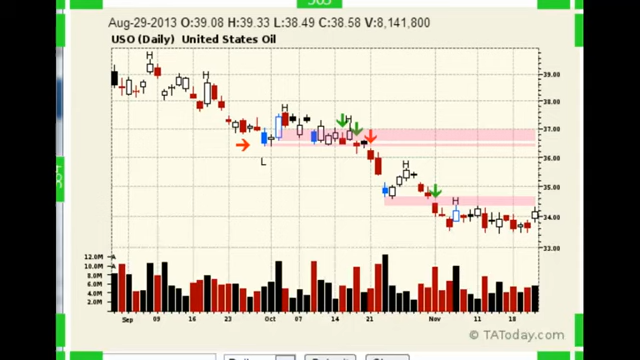 Aug-29-2013 O:39.08 H:39.33 L:38.49 C:38.58 V:8,141,800
USO (Daily) United States Oil
H
H
H
H
H
H
L
39.00
38.00
37.00
36.00
35.00
34.00
33.00
12.0M
10.0M
8.0M
6.0M
4.0M
2.0M
A
A
Sep 09 16 23 Oct 07 14 21 Nov 11 18
© TAToday.com